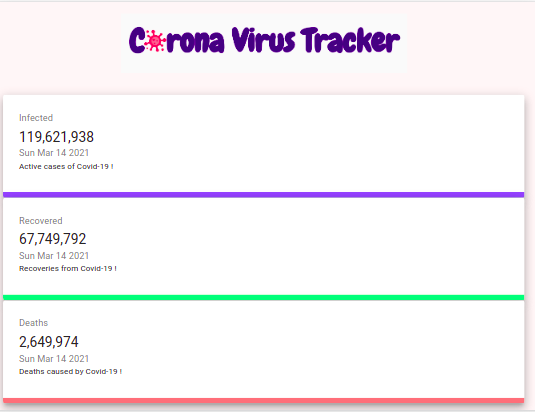 Corona Virus Tracker
Infected
119,621,938
Sun Mar 14 2021
Active cases of Covid-19 !
Recovered
67,749,792
Sun Mar 14 2021
Recoveries from Covid-19 !
Deaths
2,649,974
Sun Mar 14 2021
Deaths caused by Covid-19 !